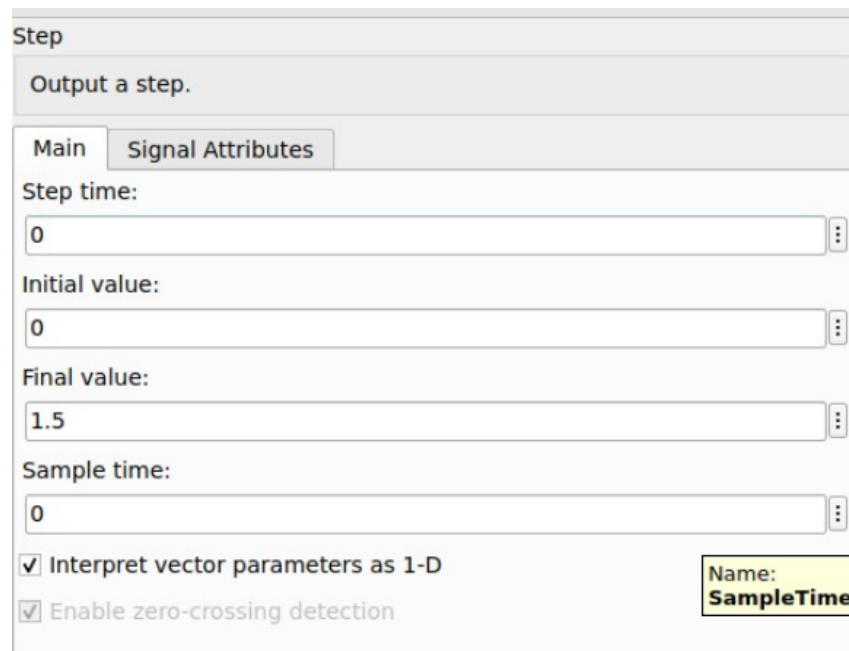 Step
Output a step.
Main Signal Attributes
Step time:
0
Initial value:
0
Final value:
1.5
Sample time:
0
Interpret vector parameters as 1-D
Name:
SampleTime
Enable zero-crossing detection